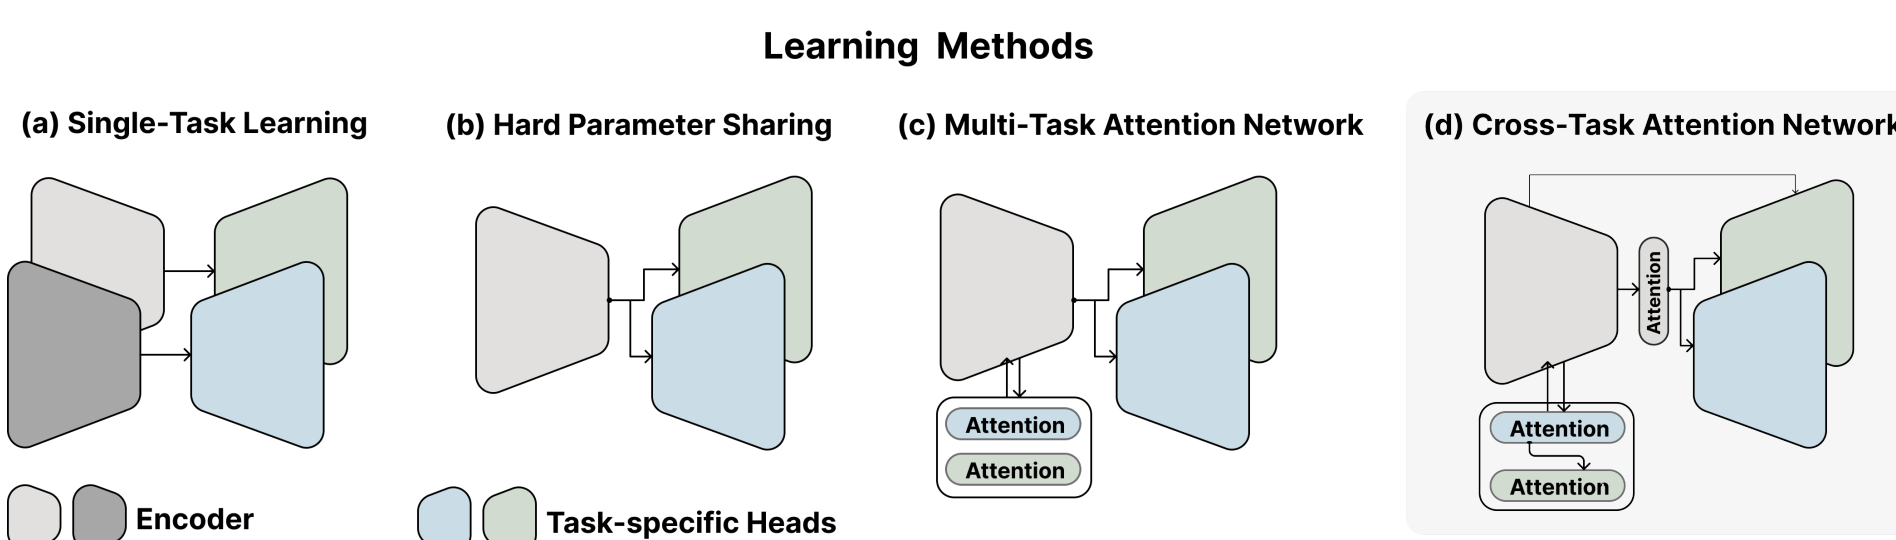 Learning Methods
(a) Single-Task Learning
(b) Hard Parameter Sharing
(c) Multi-Task Attention Network
(d) Cross-Task Attention Network
Attention
Attention
Attention
Attention
Attention
Encoder
Task-specific Heads